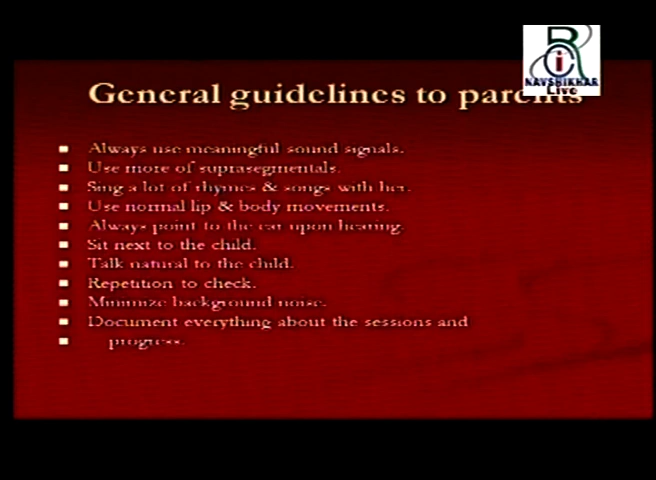 RCI
NAVSHIKHAR
Live
General guidelines to parents
Always use meaningful sound signals.
Use more of suprasegmentals.
Sing a lot of rhymes & songs with her.
Use normal lip & body movements.
Always point to the ear upon hearing.
Sit next to the child.
Talk natural to the child.
Repetition to check.
Minimize background noise.
Document everything about the sessions and
progress.